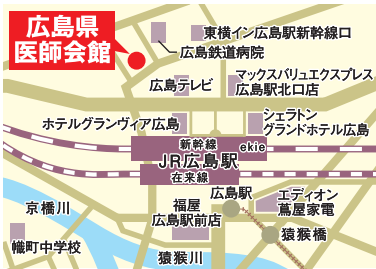 広島県
医師会館
東横イン広島駅新幹線口
広島鉄道病院
広島テレビ
マックスバリュエクスプレス
広島駅北口店
ホテルグランヴィア広島
シェラトン
グランドホテル広島
新幹線
ekie
JR広島駅
在来線
広島駅
エディオン
蔦屋家電
京橋川
福屋
広島駅前店
猿猴橋
幟町中学校
猿猴川